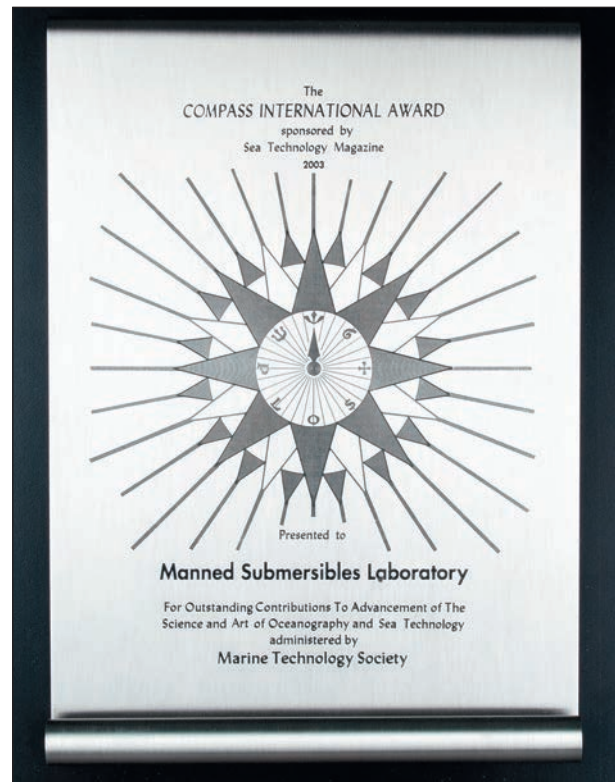 The
COMPASS INTERNATIONAL AWARD
sponsored by
Sea Technology Magazine
2003
Presented to
Manned Submersibles Laboratory
For Outstanding Contributions To Advancement of The
Science and Art of Oceanography and Sea Technology
administered by
Marine Technology Society